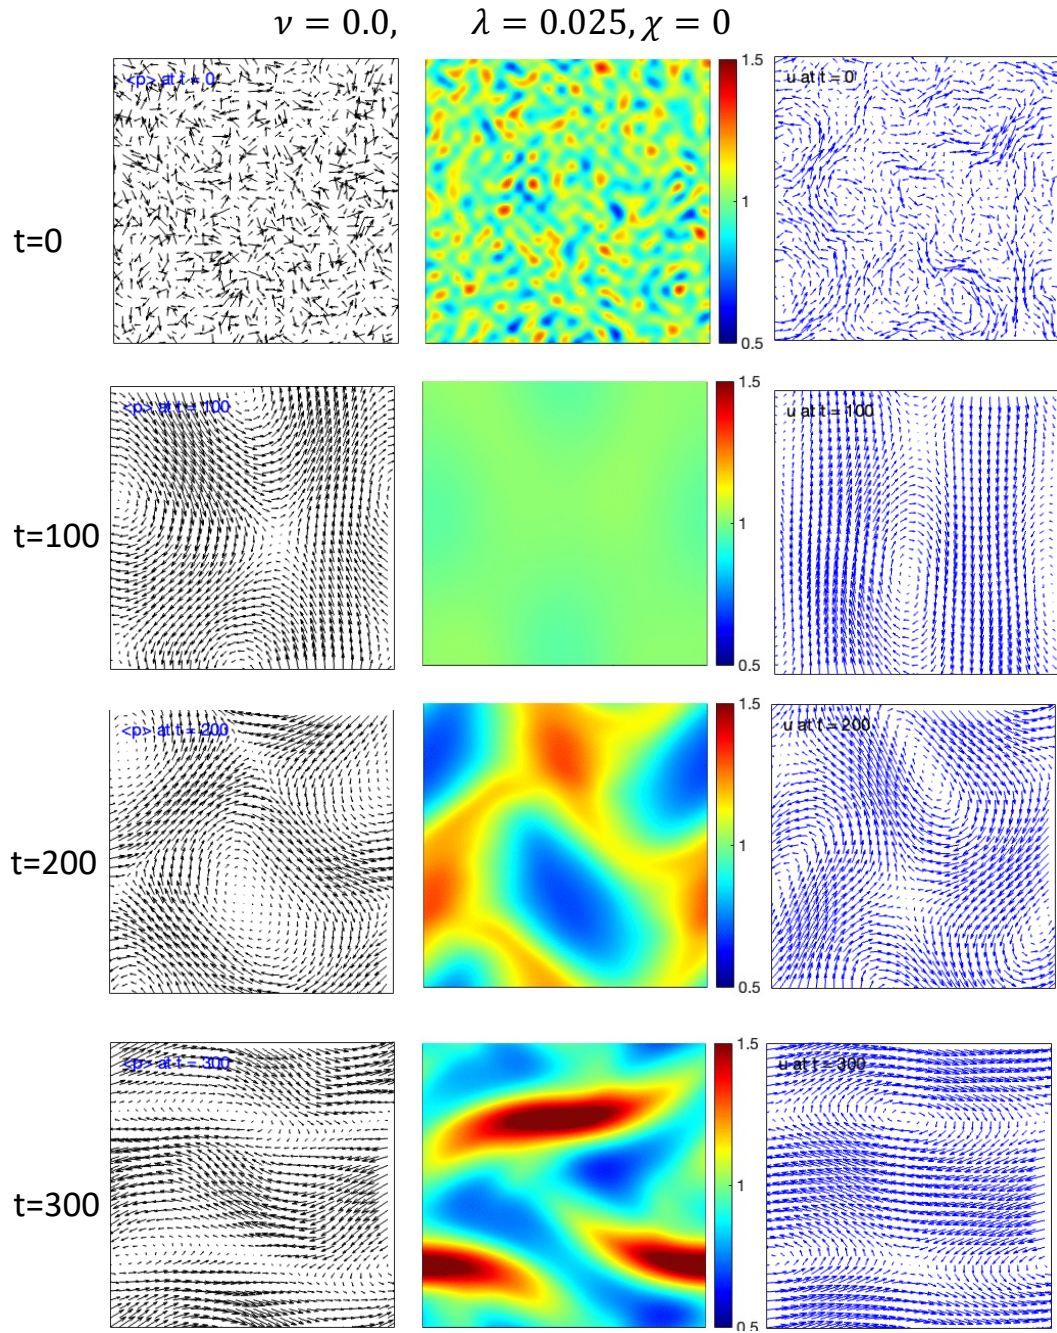 ν = 0.0, λ = 0.025, χ = 0
<p> at t = 0
1.5
1
0.5
u at t = 0
t=0
<p> at t = 100
1.5
1
0.5
u at t = 100
t=100
<p> at t = 200
1.5
1
0.5
u at t = 200
t=200
<p> at t = 300
1.5
1
0.5
u at t = 300
t=300